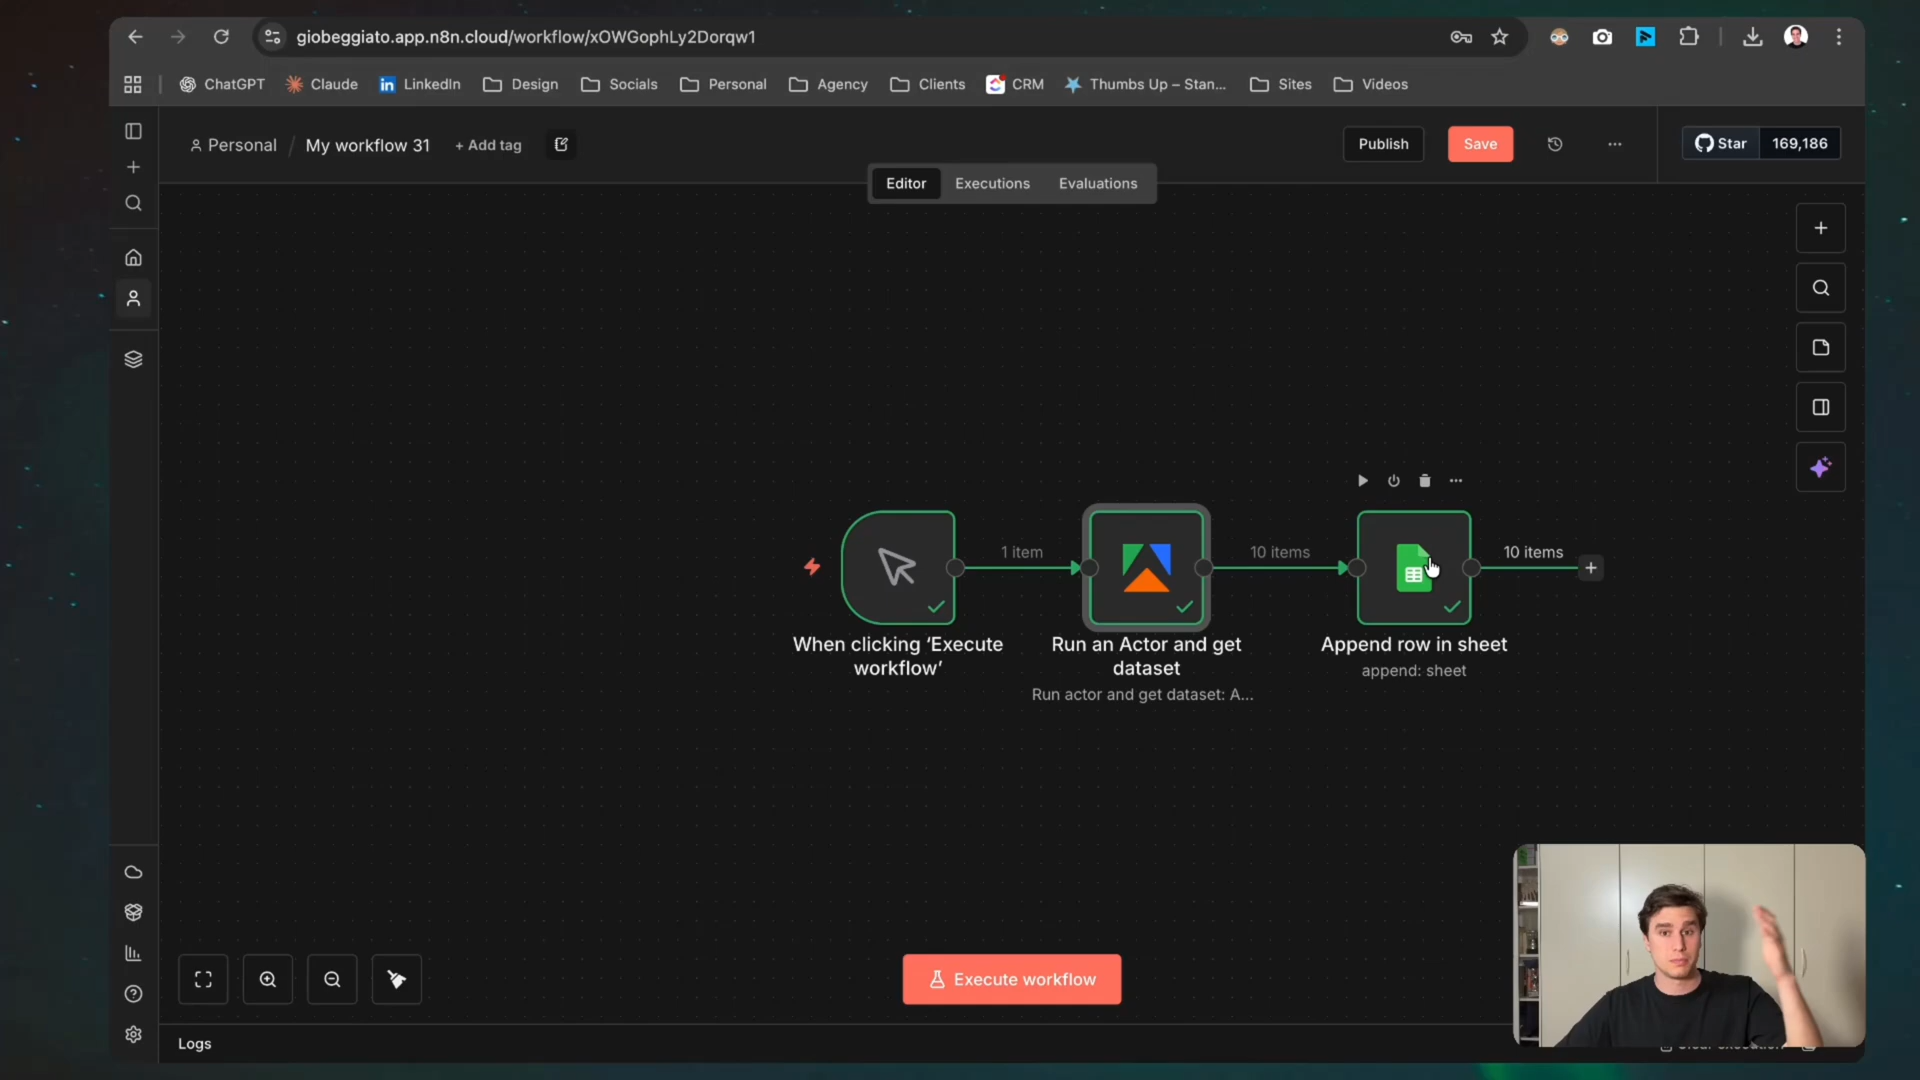 giobeggiato.app.n8n.cloud/workflow/xOWGophLy2Dorqw1
ChatGPT
Claude
LinkedIn
Design
Socials
Personal
Agency
Clients
CRM
Thumbs Up – Stan...
Sites
Videos
Personal / My workflow 31
+ Add tag
Publish
Save
Star
169,186
Editor
Executions
Evaluations
1 item
10 items
10 items
When clicking ‘Execute
workflow’
Run an Actor and get
dataset
Run actor and get dataset: A...
Append row in sheet
append: sheet
Execute workflow
Logs